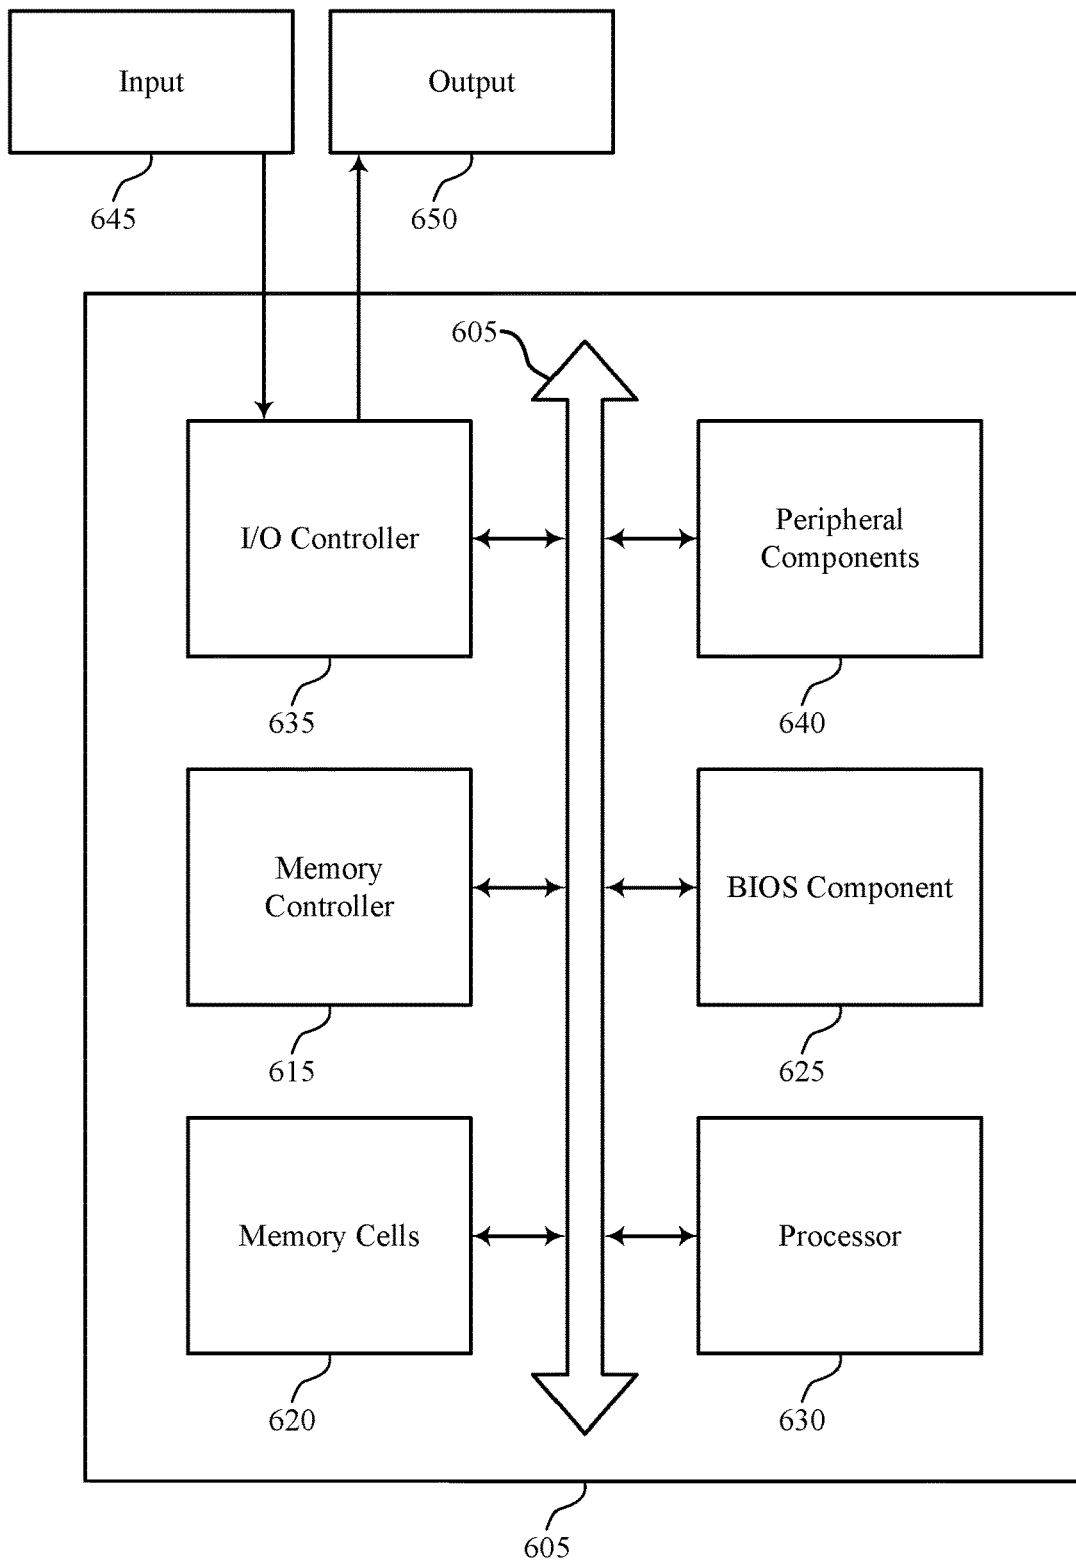 Input
Output
645
650
605
I/O Controller
Peripheral
Components
635
640
Memory
Controller
BIOS Component
615
625
Memory Cells
Processor
620
630
605